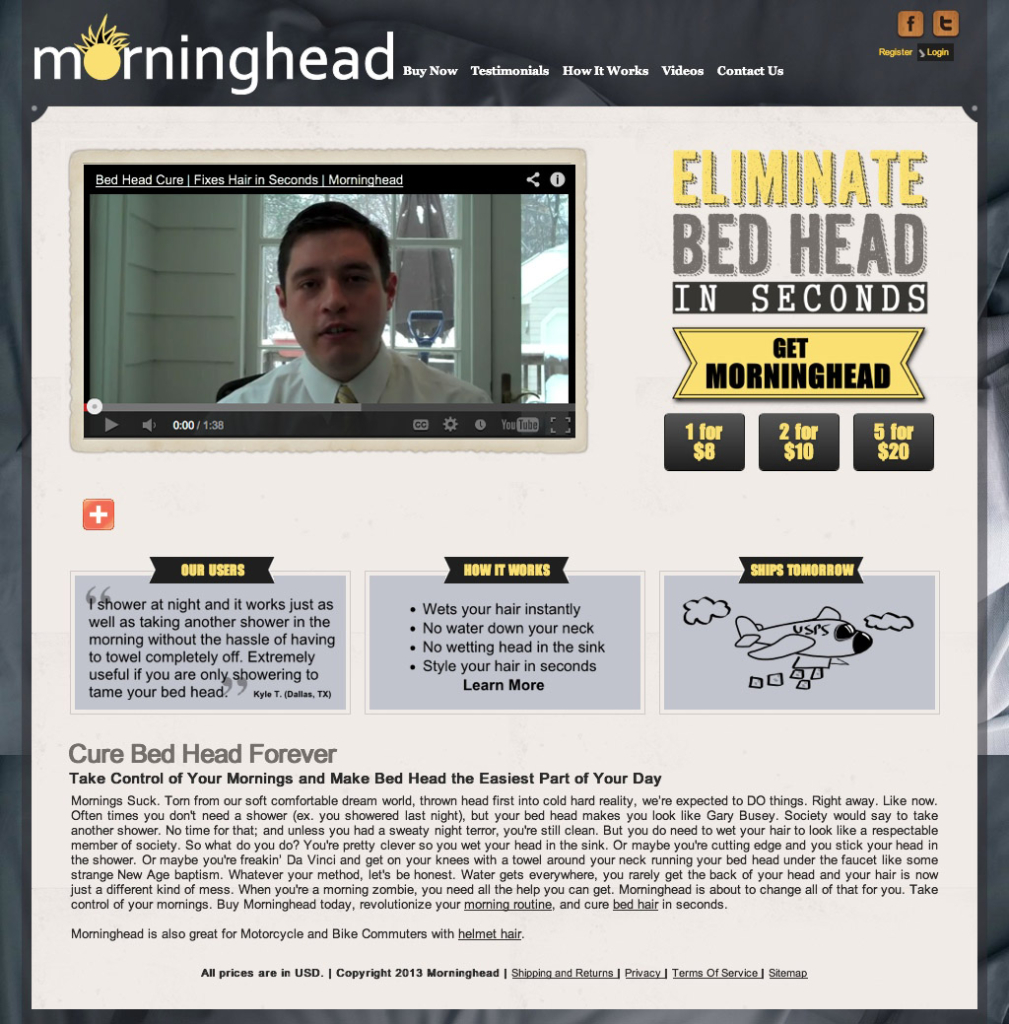 morninghead
Buy Now Testimonials How It Works Videos Contact Us
Register Login
Bed Head Cure | Fixes Hair in Seconds | Morninghead
0:00 / 1:38
CC
YouTube
ELIMINATE
BED HEAD
IN SECONDS
GET
MORNINGHEAD
1 for
$8
2 for
$10
5 for
$20
OUR USERS
“I shower at night and it works just as
well as taking another shower in the
morning without the hassle of having
to towel completely off. Extremely
useful if you are only showering to
tame your bed head.” Kyle T. (Dallas, TX)
HOW IT WORKS
• Wets your hair instantly
• No water down your neck
• No wetting head in the sink
• Style your hair in seconds
Learn More
SHIPS TOMORROW
USPS
Cure Bed Head Forever
Take Control of Your Mornings and Make Bed Head the Easiest Part of Your Day
Mornings Suck. Torn from our soft comfortable dream world, thrown head first into cold hard reality, we're expected to DO things. Right away. Like now.
Often times you don't need a shower (ex. you showered last night), but your bed head makes you look like Gary Busey. Society would say to take
another shower. No time for that; and unless you had a sweaty night terror, you're still clean. But you do need to wet your hair to look like a respectable
member of society. So what do you do? You're pretty clever so you wet your head in the sink. Or maybe you're cutting edge and you stick your head in
the shower. Or maybe you're freakin' Da Vinci and get on your knees with a towel around your neck running your bed head under the faucet like some
strange New Age baptism. Whatever your method, let's be honest. Water gets everywhere, you rarely get the back of your head and your hair is now
just a different kind of mess. When you're a morning zombie, you need all the help you can get. Morninghead is about to change all of that for you. Take
control of your mornings. Buy Morninghead today, revolutionize your morning routine, and cure bed hair in seconds.
Morninghead is also great for Motorcycle and Bike Commuters with helmet hair.
All prices are in USD. | Copyright 2013 Morninghead | Shipping and Returns | Privacy | Terms Of Service | Sitemap